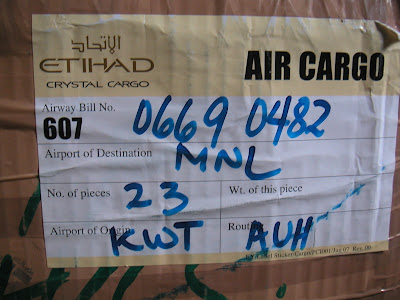 الاتحاد
ETIHAD
CRYSTAL CARGO
AIR CARGO
Airway Bill No.
607 0669 0482
Airport of Destination
MNL
No. of pieces Wt. of this piece
23
Airport of Origin Routing
KWT AUH